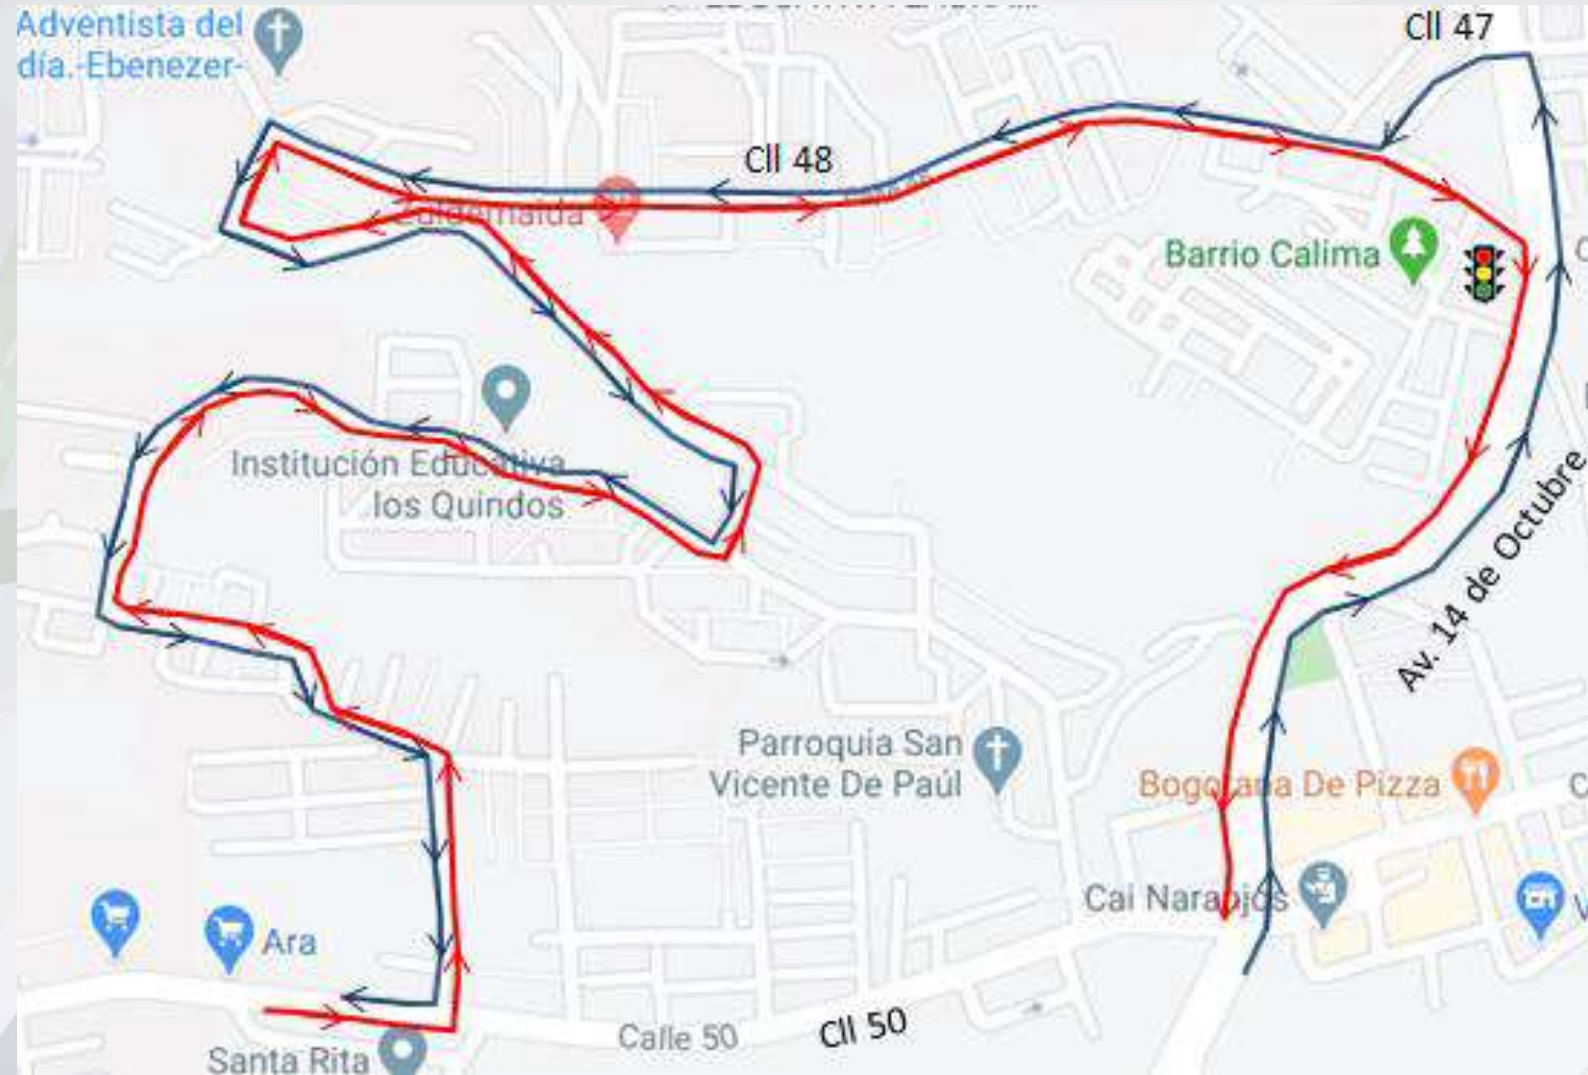 Adventista del
día.-Ebenezer-
Cll 47
Cll 48
Barrio Calima
Institución Educativa
los Quindos
Av. 14 de Octubre
Parroquia San
Vicente De Paúl
Bogotana De Pizza
Cai Naranjos
Ara
Calle 50
Cll 50
Santa Rita